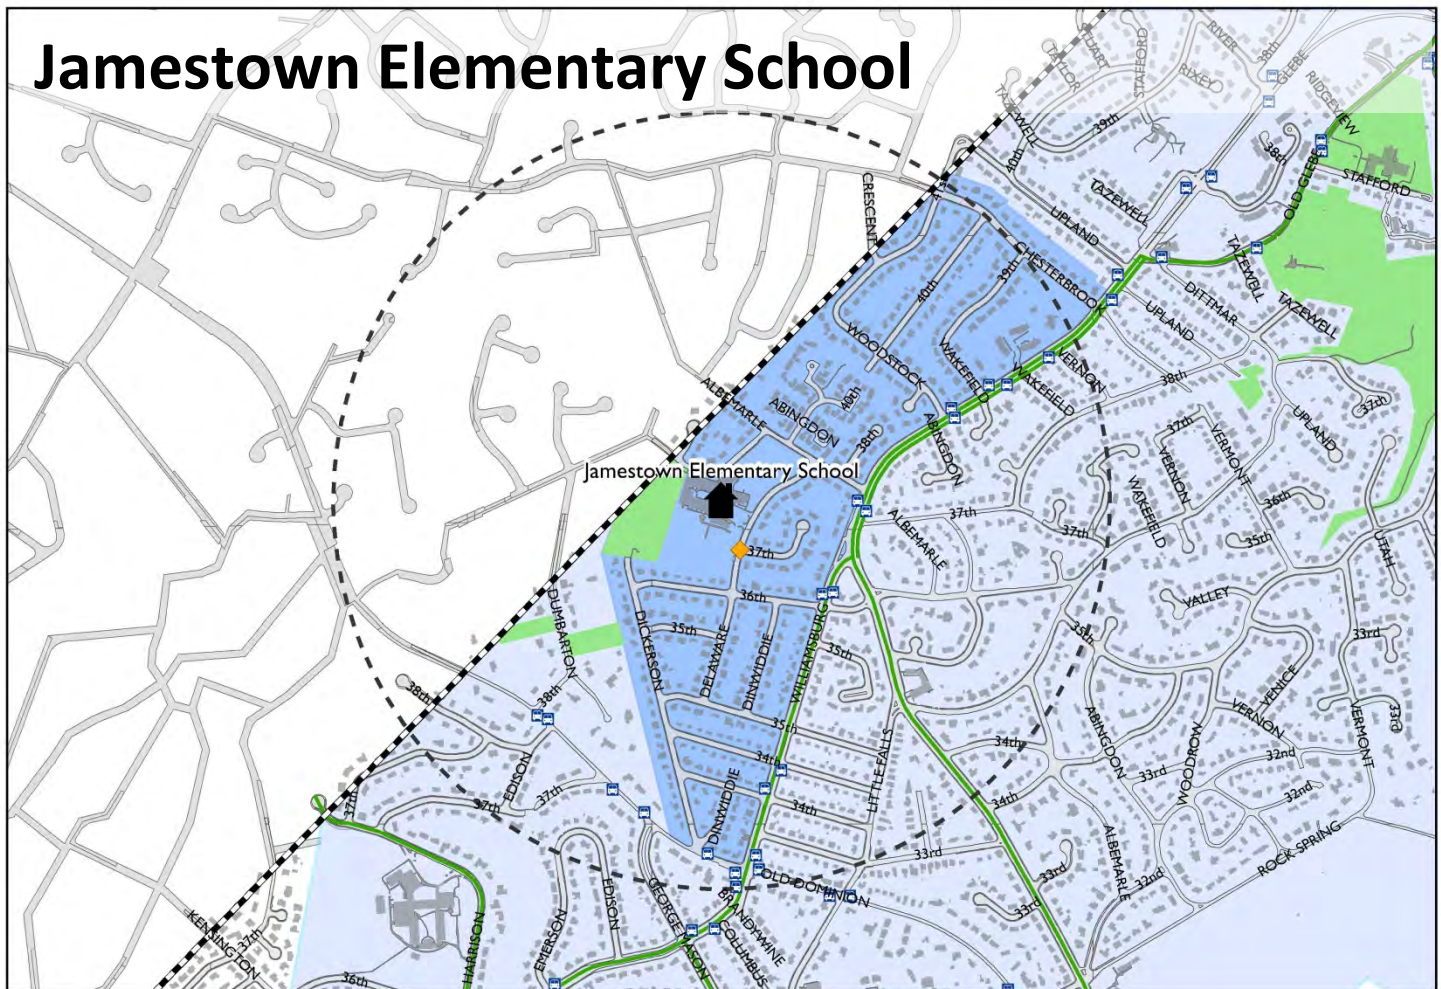 Jamestown Elementary School
TAYLOR
STUART
STAFFORD
RIVER
RIXEY
38th
GLEBE
RIDGEVIEW
TAZEWELL
39th
40th
38th
OLD GLEBE
STAFFORD
CRESCENT
41st
TAZEWELL
UPLAND
CHESTERBROOK
39th
40th
TAZEWELL
DITTMAR
TAZEWELL
UPLAND
WOODSTOCK
WAKEFIELD
VERNON
WAKEFIELD
38th
ALBEMARLE
ABINGDON
40th
38th
ABINGDON
37th
UPLAND
37th
VERMONT
VERNON
Jamestown Elementary School
WAKEFIELD
36th
37th
ALBEMARLE
37th
35th
UTAH
37th
36th
DUMBARTON
DICKERSON
35th
DELAWARE
DINWIDDIE
WILLIAMSBURG
35th
VALLEY
35th
33rd
38th
38th
35th
34th
LITTLE FALLS
34th
ABINGDON
VENICE
VERNON
VERMONT
33rd
WOODROW
32nd
33rd
EDISON
37th
37th
37th
DINWIDDIE
34th
34th
32nd
33rd
ALBEMARLE
ROCK SPRING
OLD DOMINION
33rd
32nd
33rd
KENSINGTON
37th
36th
HARRISON
EMERSON
EDISON
GEORGE MASON
BRANDYWINE
COLUMBUS